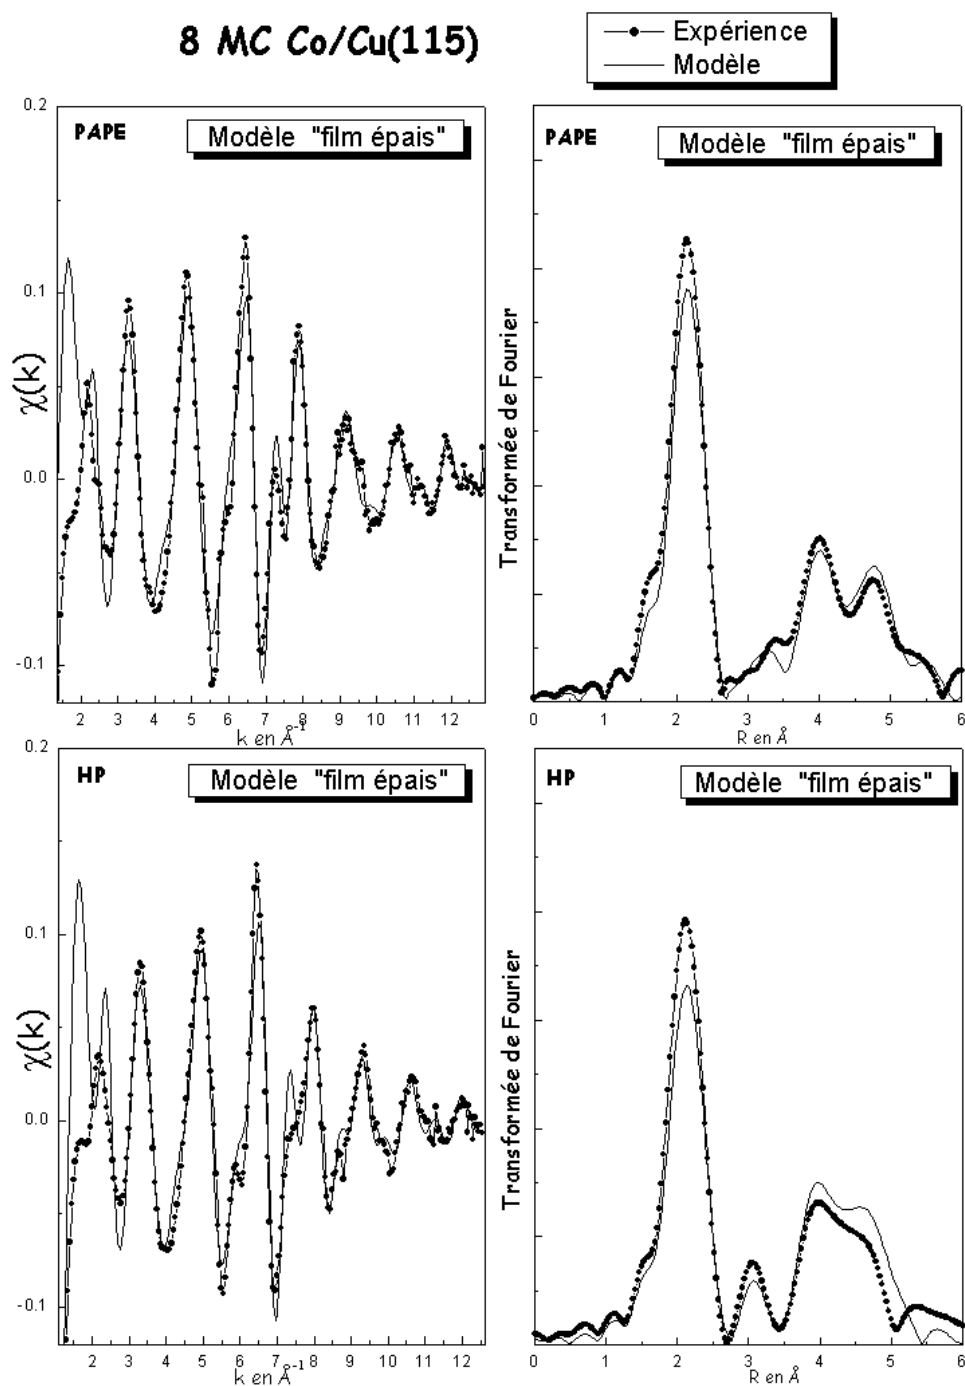 8 MC Co/Cu(115)
Expérience
Modèle
0.2
PAPE
Modèle "film épais"
0.1
χ(k)
0.0
-0.1
2 3 4 5 6 7 8 9 10 11 12
k en Å⁻¹
PAPE
Modèle "film épais"
Transformée de Fourier
0 1 2 3 4 5 6
R en Å
0.2
HP
Modèle "film épais"
0.1
χ(k)
0.0
-0.1
2 3 4 5 6 7 8 9 10 11 12
k en Å⁻¹
HP
Modèle "film épais"
Transformée de Fourier
0 1 2 3 4 5 6
R en Å